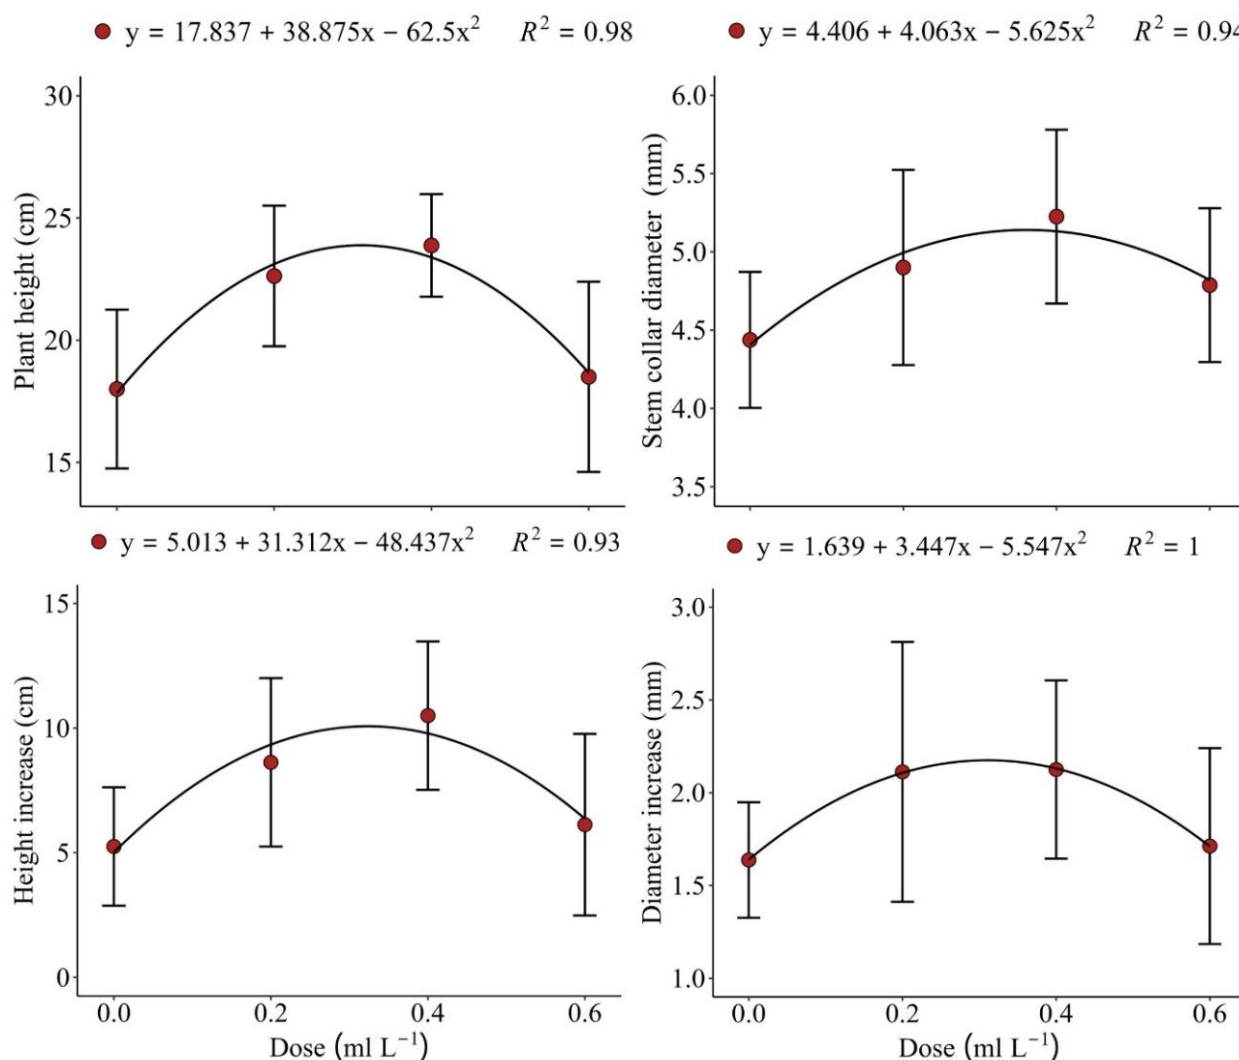 y = 17.837 + 38.875x − 62.5x² R² = 0.98
30
25
20
15
Plant height (cm)
y = 4.406 + 4.063x − 5.625x² R² = 0.94
6.0
5.5
5.0
4.5
4.0
3.5
Stem collar diameter (mm)
y = 5.013 + 31.312x − 48.437x² R² = 0.93
15
10
5
0
Height increase (cm)
0.0 0.2 0.4 0.6
Dose (ml L⁻¹)
y = 1.639 + 3.447x − 5.547x² R² = 1
3.0
2.5
2.0
1.5
1.0
Diameter increase (mm)
0.0 0.2 0.4 0.6
Dose (ml L⁻¹)